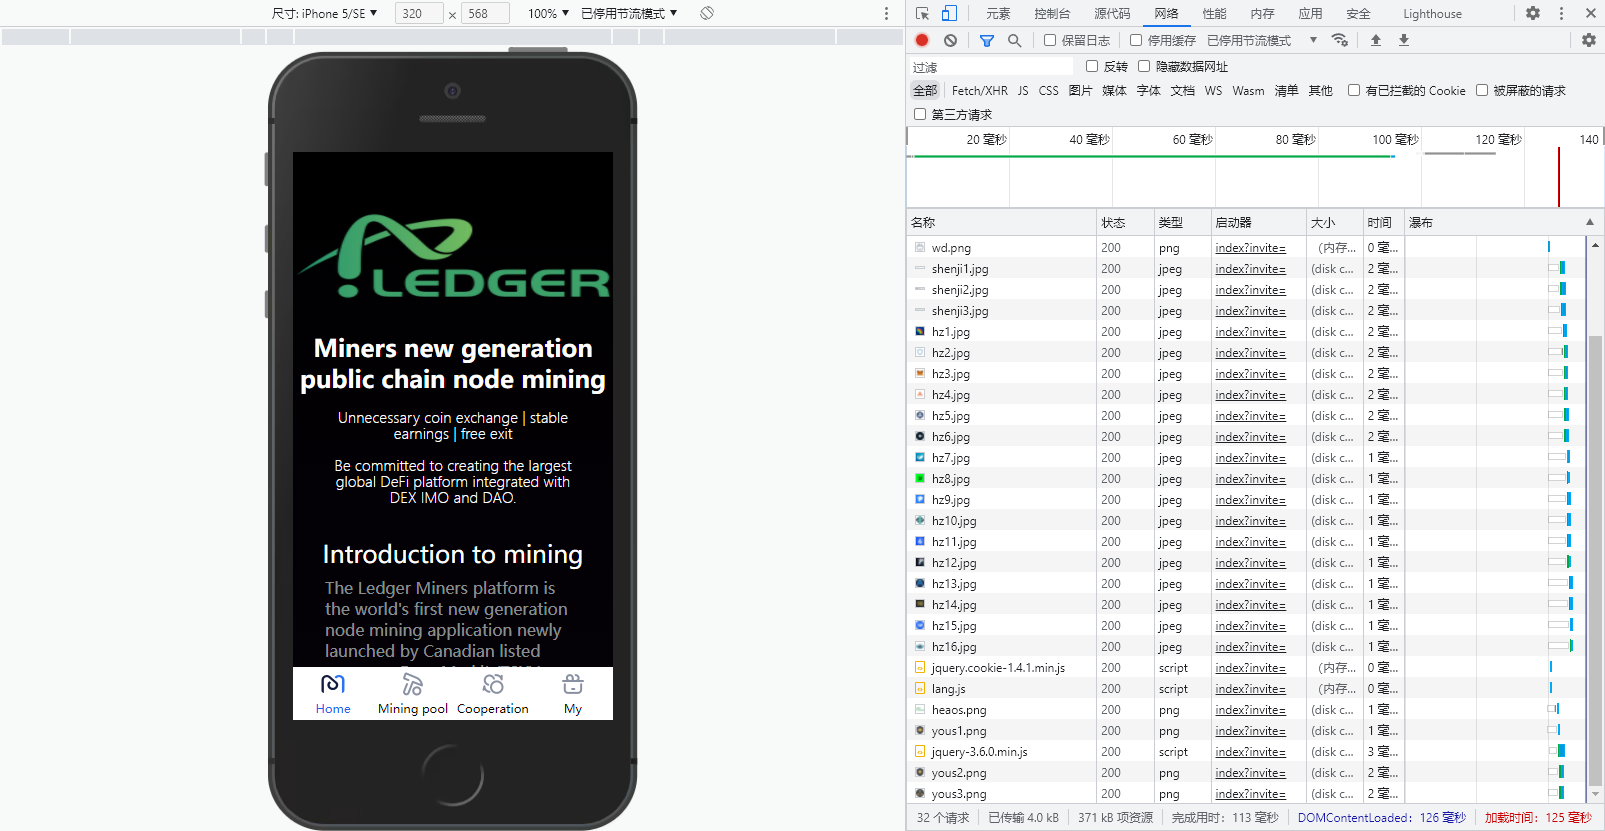 尺寸: iPhone 5/SE ▼ 320 × 568 100% ▼ 已停用节流模式 ▼
LEDGER
Miners new generation
public chain node mining
Unnecessary coin exchange | stable
earnings | free exit
Be committed to creating the largest
global DeFi platform integrated with
DEX IMO and DAO.
Introduction to mining
The Ledger Miners platform is
the world's first new generation
node mining application newly
launched by Canadian listed
Home Mining pool Cooperation My
元素 控制台 源代码 网络 性能 内存 应用 安全 Lighthouse
保留日志 停用缓存 已停用节流模式 ▼
过滤 反转 隐藏数据网址
全部 Fetch/XHR JS CSS 图片 媒体 字体 文档 WS Wasm 清单 其他 有已拦截的 Cookie 被屏蔽的请求
第三方请求
20 毫秒 40 毫秒 60 毫秒 80 毫秒 100 毫秒 120 毫秒 140
名称 状态 类型 启动器 大小 时间 瀑布 ▲
wd.png 200 png index?invite= (内存... 0 毫...
shenji1.jpg 200 jpeg index?invite= (disk c... 2 毫...
shenji2.jpg 200 jpeg index?invite= (disk c... 2 毫...
shenji3.jpg 200 jpeg index?invite= (disk c... 2 毫...
hz1.jpg 200 jpeg index?invite= (disk c... 2 毫...
hz2.jpg 200 jpeg index?invite= (disk c... 2 毫...
hz3.jpg 200 jpeg index?invite= (disk c... 2 毫...
hz4.jpg 200 jpeg index?invite= (disk c... 2 毫...
hz5.jpg 200 jpeg index?invite= (disk c... 2 毫...
hz6.jpg 200 jpeg index?invite= (disk c... 2 毫...
hz7.jpg 200 jpeg index?invite= (disk c... 1 毫...
hz8.jpg 200 jpeg index?invite= (disk c... 1 毫...
hz9.jpg 200 jpeg index?invite= (disk c... 1 毫...
hz10.jpg 200 jpeg index?invite= (disk c... 1 毫...
hz11.jpg 200 jpeg index?invite= (disk c... 1 毫...
hz12.jpg 200 jpeg index?invite= (disk c... 1 毫...
hz13.jpg 200 jpeg index?invite= (disk c... 1 毫...
hz14.jpg 200 jpeg index?invite= (disk c... 1 毫...
hz15.jpg 200 jpeg index?invite= (disk c... 1 毫...
hz16.jpg 200 jpeg index?invite= (disk c... 1 毫...
jquery.cookie-1.4.1.min.js 200 script index?invite= (内存... 0 毫...
lang.js 200 script index?invite= (内存... 0 毫...
heaos.png 200 png index?invite= (disk c... 1 毫...
yous1.png 200 png index?invite= (disk c... 1 毫...
jquery-3.6.0.min.js 200 script index?invite= (disk c... 3 毫...
yous2.png 200 png index?invite= (disk c... 2 毫...
yous3.png 200 png index?invite= (disk c... 2 毫...
32 个请求 已传输 4.0 kB 371 kB 项资源 完成用时：113 毫秒 DOMContentLoaded：126 毫秒 加载时间：125 毫秒